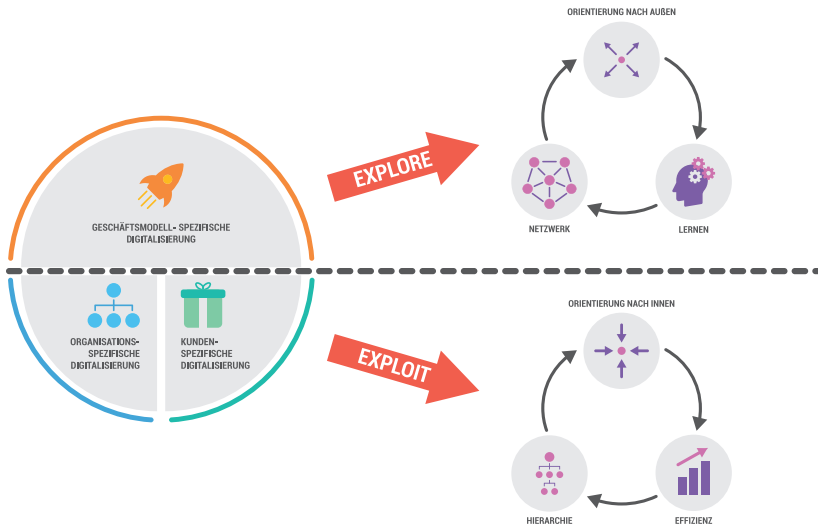 ORIENTIERUNG NACH AUßEN
EXPLORE
GESCHÄFTSMODELL- SPEZIFISCHE
DIGITALISIERUNG
NETZWERK
LERNEN
ORIENTIERUNG NACH INNEN
ORGANISATIONS-
SPEZIFISCHE
DIGITALISIERUNG
KUNDEN-
SPEZIFISCHE
DIGITALISIERUNG
EXPLOIT
HIERARCHIE
EFFIZIENZ